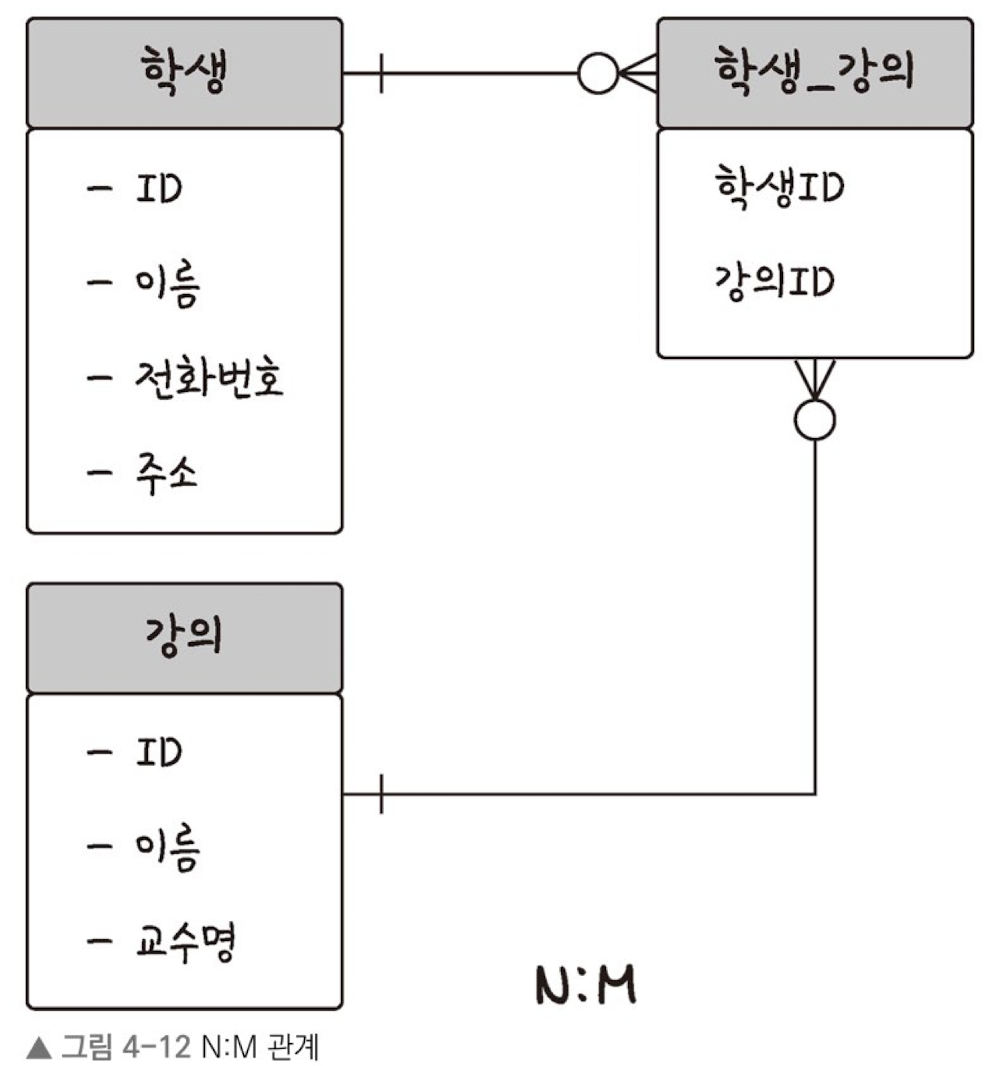 학생
- ID
- 이름
- 전화번호
- 주소
학생_강의
학생ID
강의ID
강의
- ID
- 이름
- 교수명
N:M
▲ 그림 4-12 N:M 관계